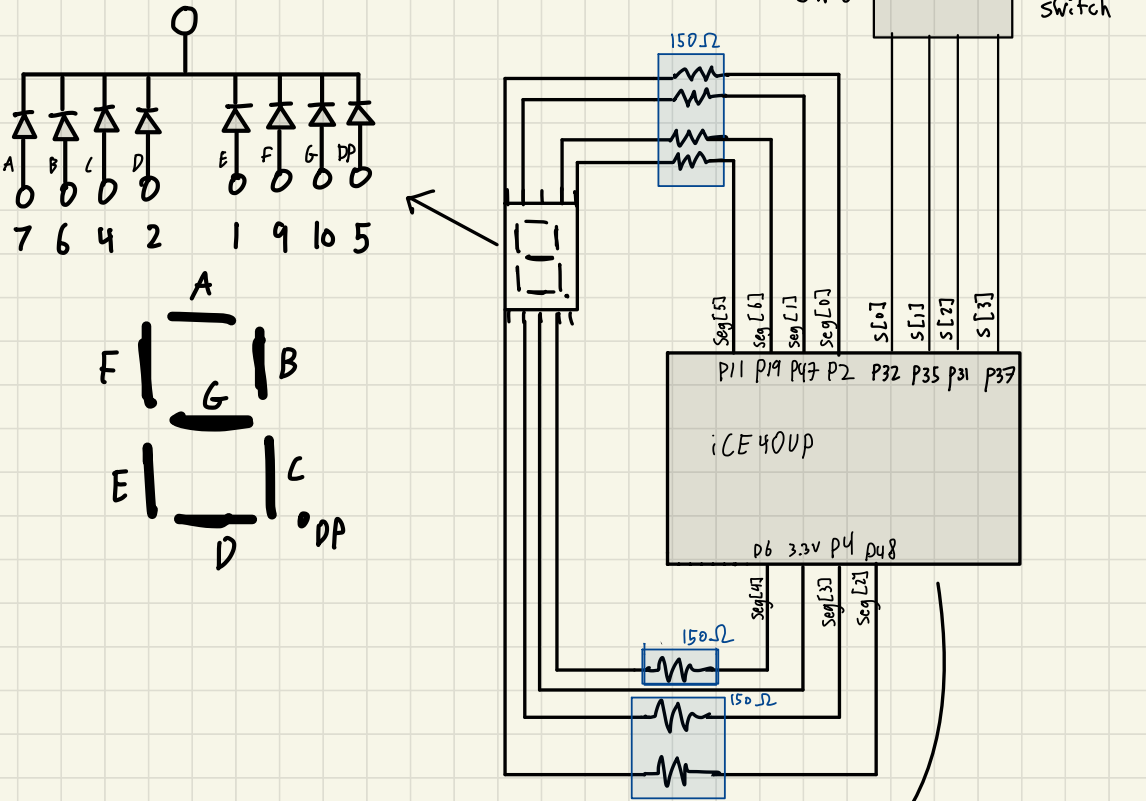 switch
150Ω
A B C D E F G DP
7 6 4 2 1 9 10 5
A
F B
G
E C
DP
D
Seg[5] Seg[6] Seg[1] Seg[0] S[0] S[1] S[2] S[3]
P11 P19 P47 P2 P32 P35 P31 P37
iCE40UP
P6 3.3V P4 P48
Seg[4] Seg[3] Seg[2]
150Ω
150Ω